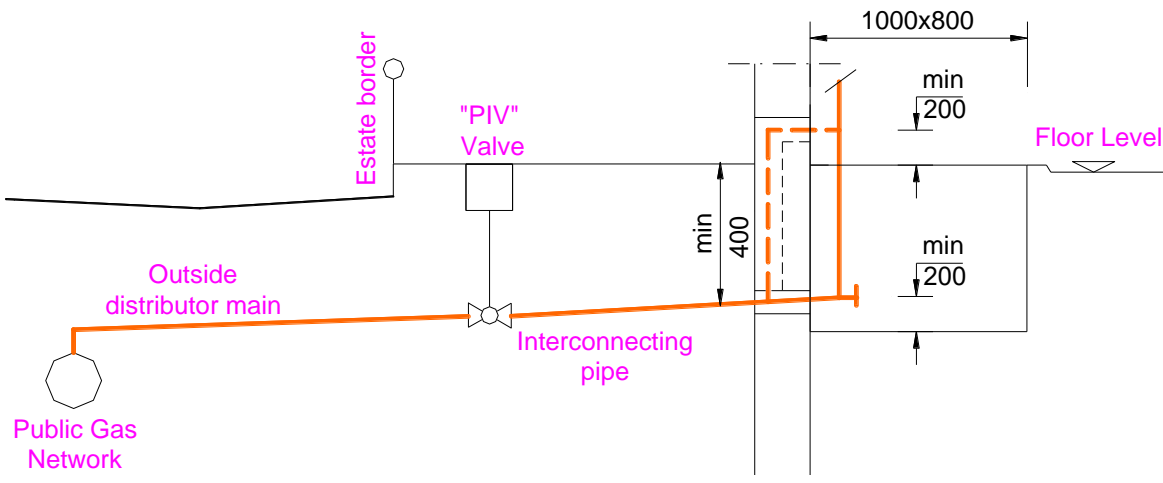 1000x800
Estate border
"PIV"
Valve
min
200
Floor Level
min
400
min
200
Outside
distributor main
Interconnecting
pipe
Public Gas
Network